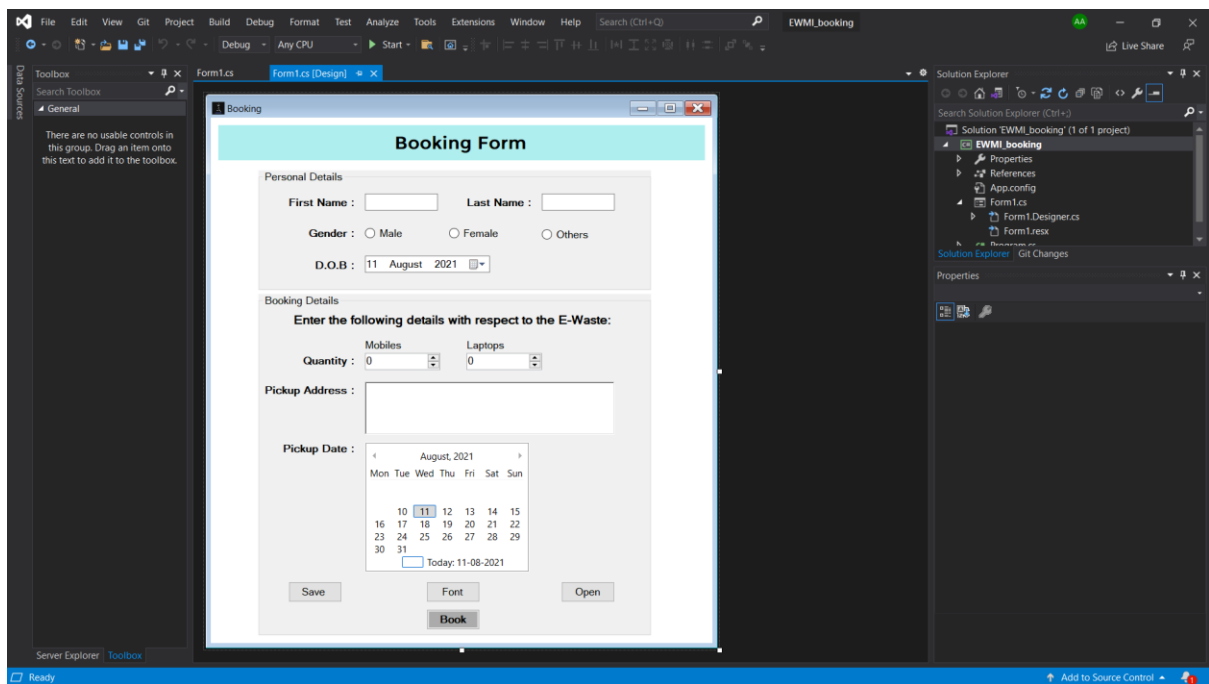 File Edit View Git Project Build Debug Format Test Analyze Tools Extensions Window Help Search (Ctrl+Q) EWMI_booking AA
Debug Any CPU Start Live Share
Data Sources
Toolbox
Search Toolbox
General
There are no usable controls in
this group. Drag an item onto
this text to add it to the toolbox.
Server Explorer Toolbox
Form1.cs Form1.cs [Design]
Booking
Booking Form
Personal Details
First Name : Last Name :
Gender : Male Female Others
D.O.B : 11 August 2021
Booking Details
Enter the following details with respect to the E-Waste:
Mobiles Laptops
Quantity : 0 0
Pickup Address :
Pickup Date :
August, 2021
Mon Tue Wed Thu Fri Sat Sun
10 11 12 13 14 15
16 17 18 19 20 21 22
23 24 25 26 27 28 29
30 31
Today: 11-08-2021
Save Font Open
Book
Solution Explorer
Search Solution Explorer (Ctrl+;)
Solution 'EWMI_booking' (1 of 1 project)
C# EWMI_booking
Properties
References
App.config
Form1.cs
Form1.Designer.cs
Form1.resx
C# Program.cs
Solution Explorer Git Changes
Properties
Ready Add to Source Control 1